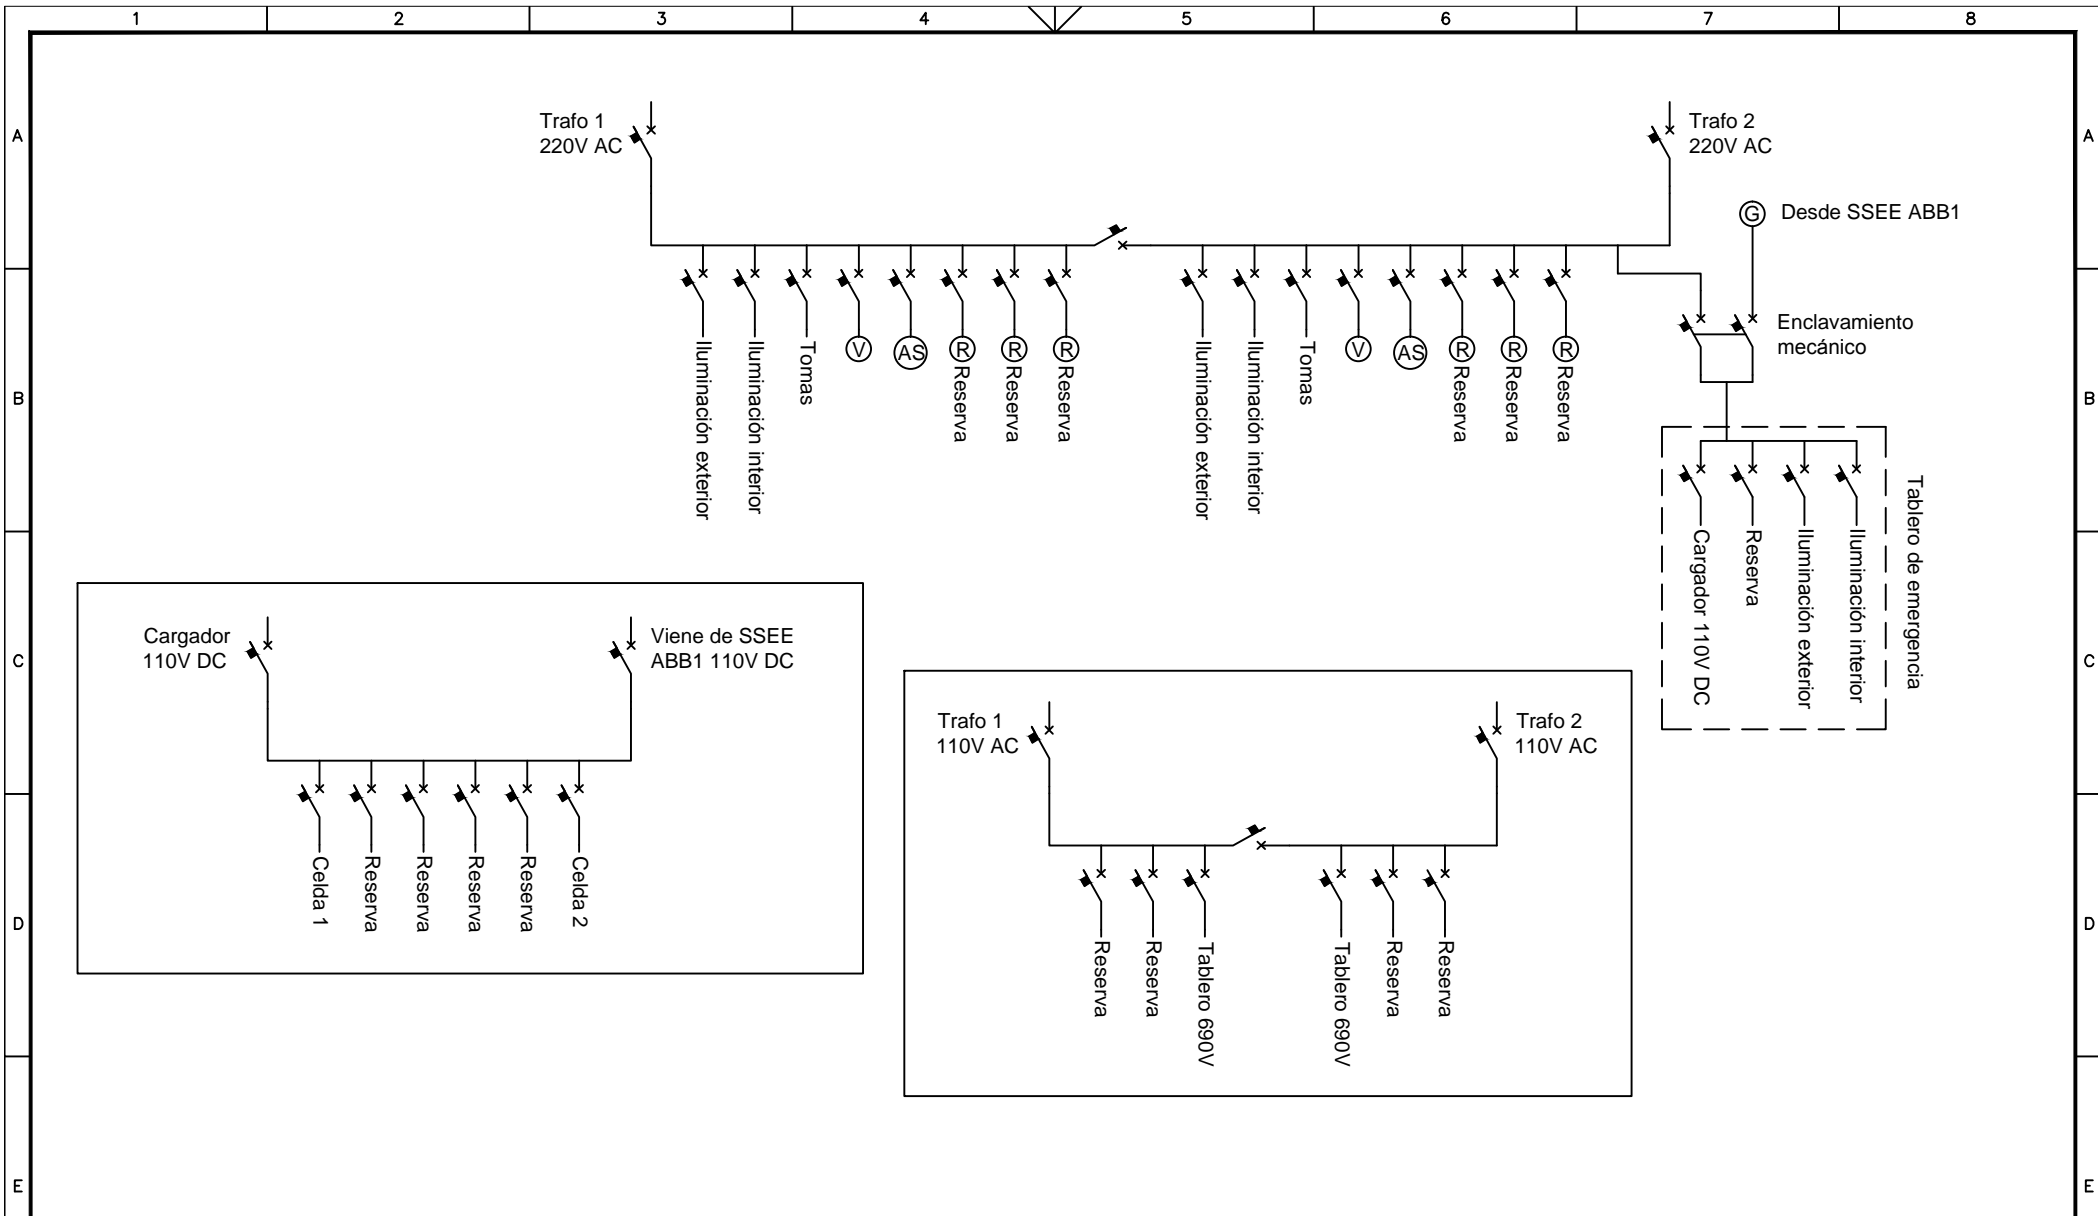 1 2 3 4 5 6 7 8
A
A
Trafo 1
220V AC
Trafo 2
220V AC
G Desde SSEE ABB1
B
B
Iluminación exterior
Iluminación interior
Tomas
V
AS
R Reserva
R Reserva
R Reserva
Iluminación exterior
Iluminación interior
Tomas
V
AS
R Reserva
R Reserva
R Reserva
Enclavamiento
mecánico
Cargador 110V DC
Reserva
Iluminación exterior
Iluminación interior
Tablero de emergencia
C
C
Cargador
110V DC
Viene de SSEE
ABB1 110V DC
Celda 1
Reserva
Reserva
Reserva
Reserva
Celda 2
Trafo 1
110V AC
Trafo 2
110V AC
Reserva
Reserva
Tablero 690V
Tablero 690V
Reserva
Reserva
D
D
E
E